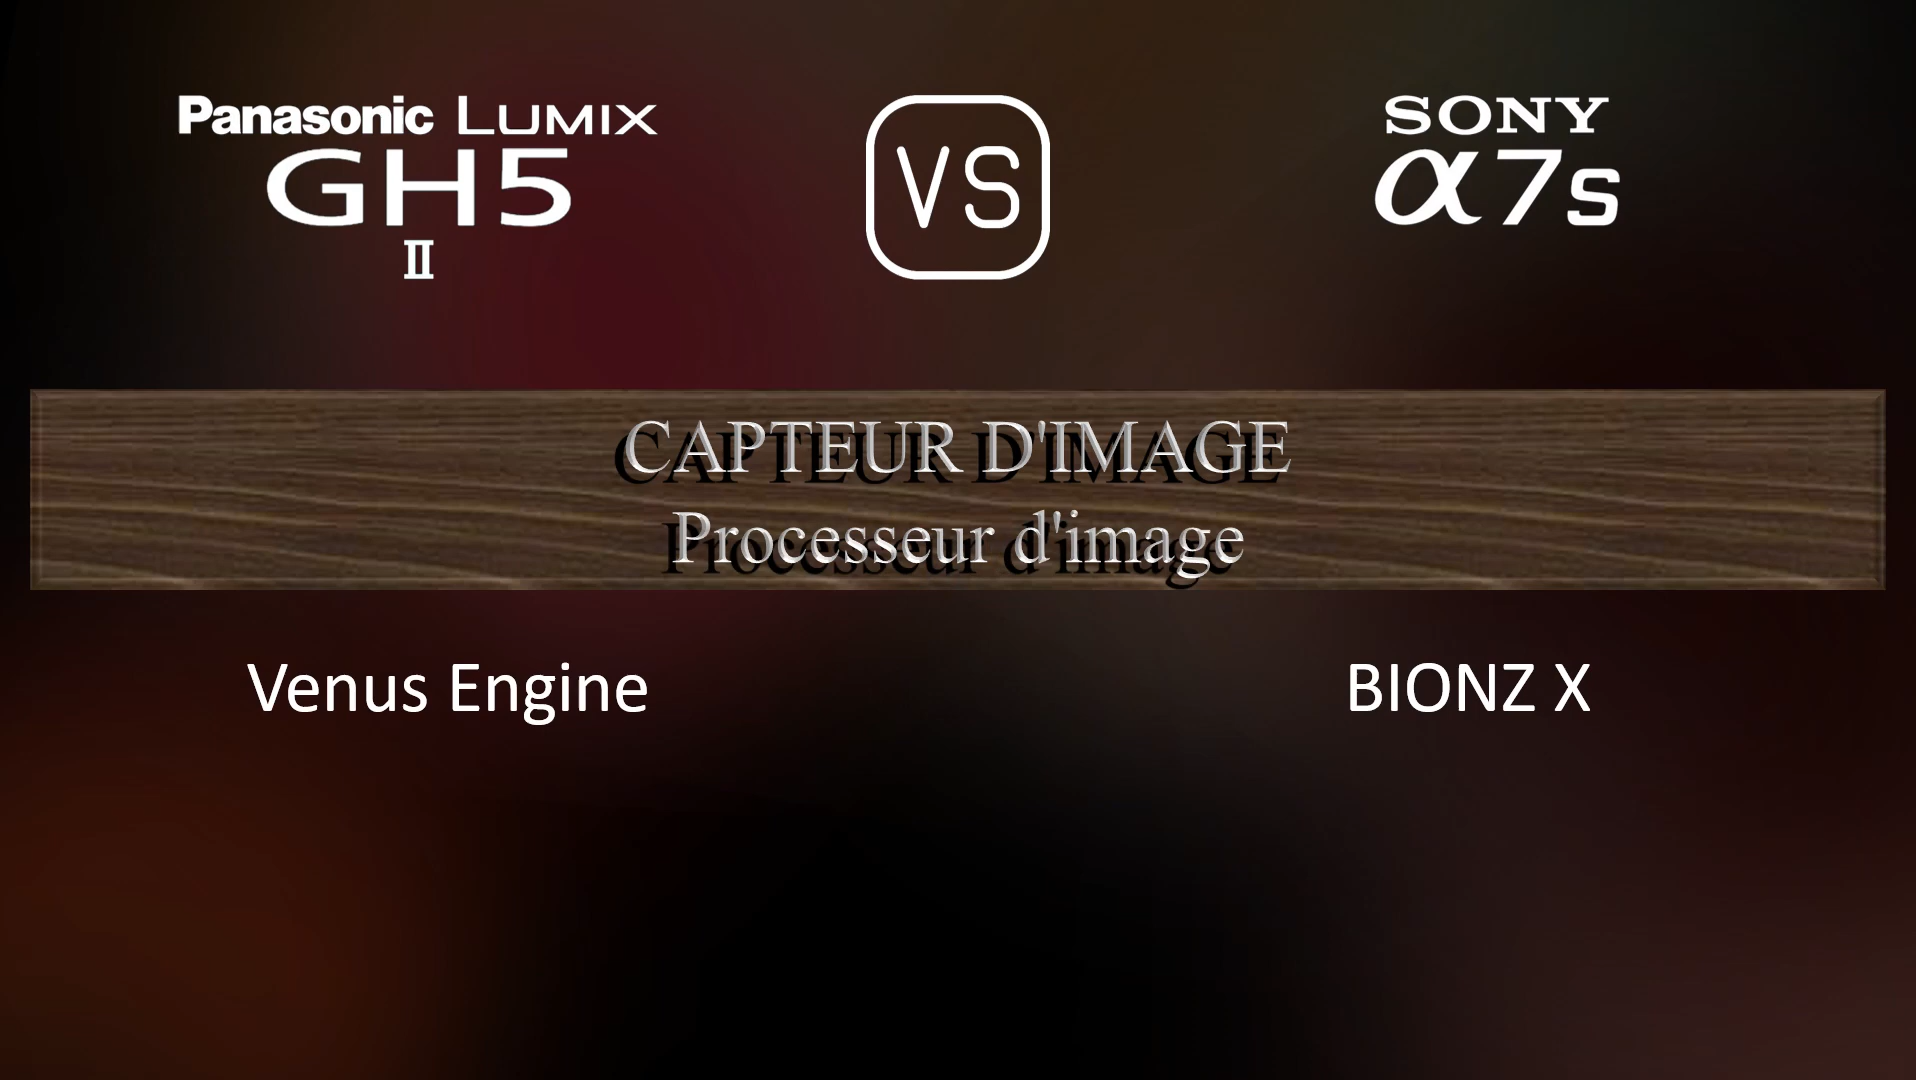 Panasonic LUMIX
GH5
II
VS
SONY
α7s
CAPTEUR D'IMAGE
Processeur d'image
Venus Engine
BIONZ X